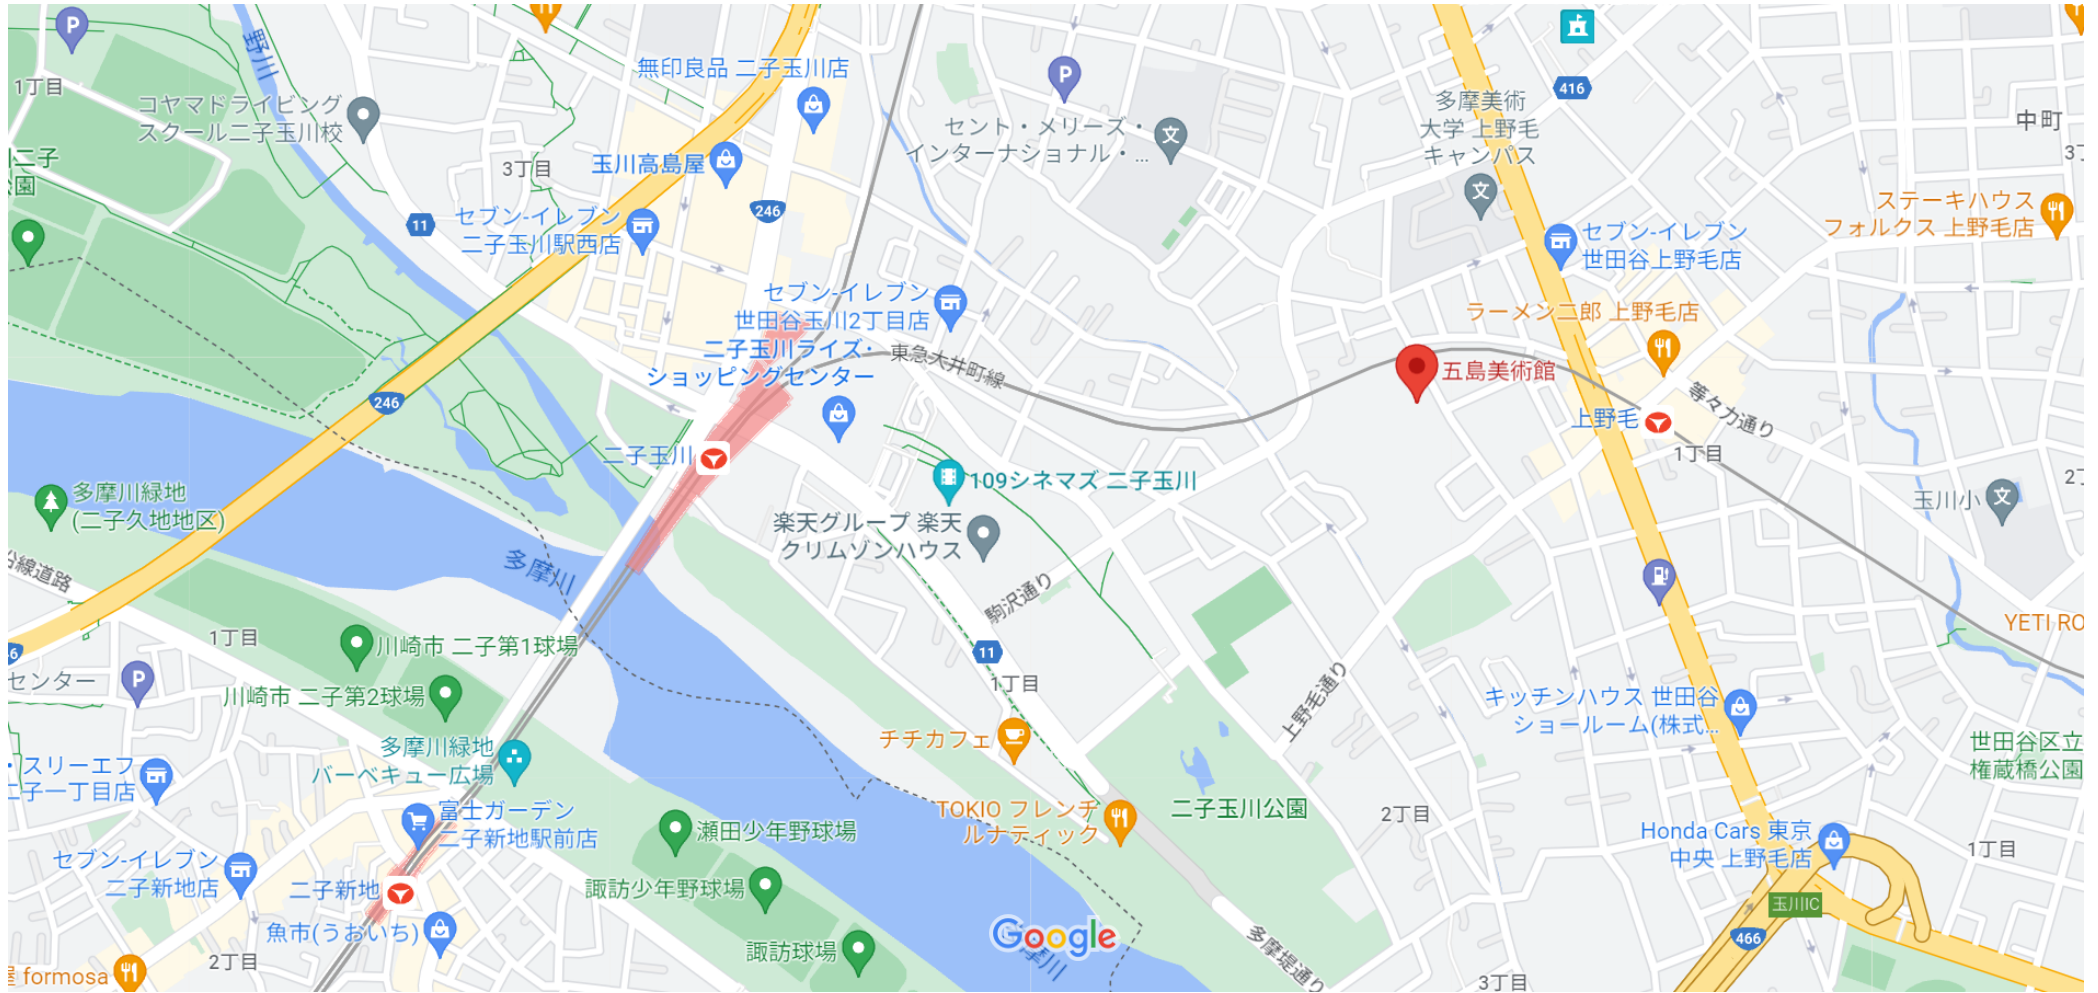 野川
1丁目
コヤマドライビング
スクール二子玉川校
無印良品 二子玉川店
玉川高島屋
3丁目
セブン-イレブン
二子玉川駅西店
11
246
二子
公園
セント・メリーズ・
インターナショナル・...
多摩美術
大学 上野毛
キャンパス
416
中町
ステーキハウス
フォルクス 上野毛店
セブン-イレブン
世田谷上野毛店
ラーメン二郎 上野毛店
セブン-イレブン
世田谷玉川2丁目店
二子玉川ライズ・
ショッピングセンター
東急大井町線
五島美術館
上野毛
等々力通り
1丁目
246
二子玉川
109シネマズ 二子玉川
楽天グループ 楽天
クリムゾンハウス
玉川小
多摩川緑地
(二子久地地区)
沿線道路
多摩川
駒沢通り
YETI RO
1丁目
川崎市 二子第1球場
川崎市 二子第2球場
センター
11
1丁目
上野毛通り
キッチンハウス 世田谷
ショールーム(株式...
世田谷区立
権蔵橋公園
チチカフェ
多摩川緑地
バーベキュー広場
・スリーエフ
二子一丁目店
富士ガーデン
二子新地駅前店
TOKIO フレンチ
ルナティック
二子玉川公園
2丁目
Honda Cars 東京
中央 上野毛店
1丁目
瀬田少年野球場
諏訪少年野球場
諏訪球場
セブン-イレブン
二子新地店
二子新地
魚市(うおいち)
2丁目
formosa
Google
多摩堤通り
3丁目
玉川IC
466